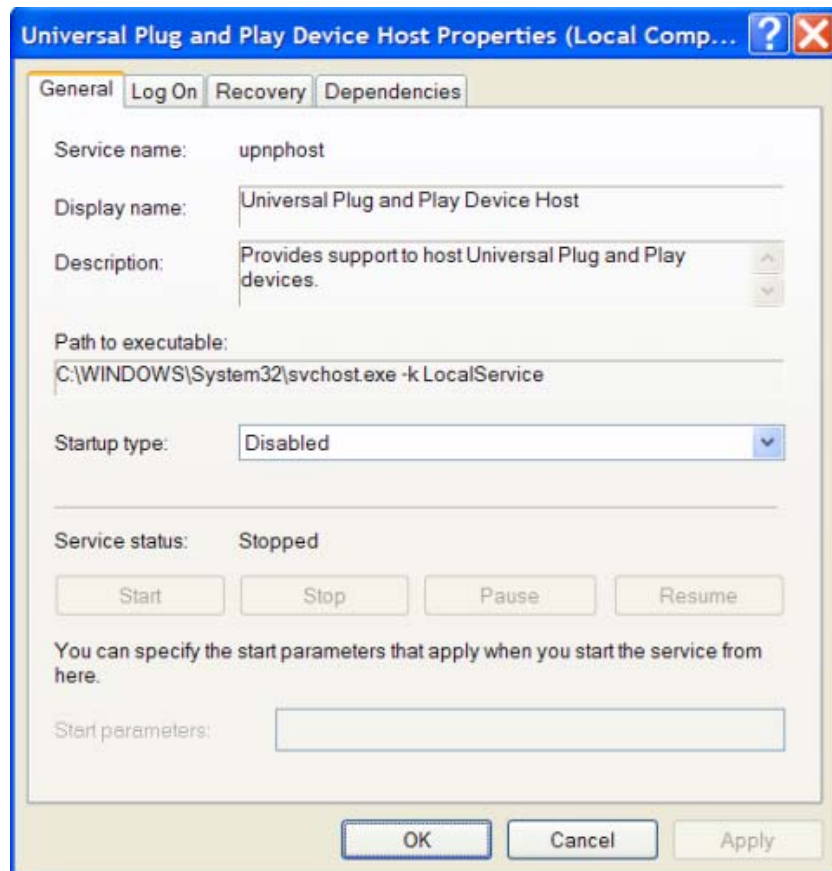 Universal Plug and Play Device Host Properties (Local Comp...
General Log On Recovery Dependencies
Service name: upnphost
Display name: Universal Plug and Play Device Host
Description: Provides support to host Universal Plug and Play
devices.
Path to executable:
C:\WINDOWS\System32\svchost.exe -k LocalService
Startup type: Disabled
Service status: Stopped
Start Stop Pause Resume
You can specify the start parameters that apply when you start the service from
here.
Start parameters:
OK Cancel Apply